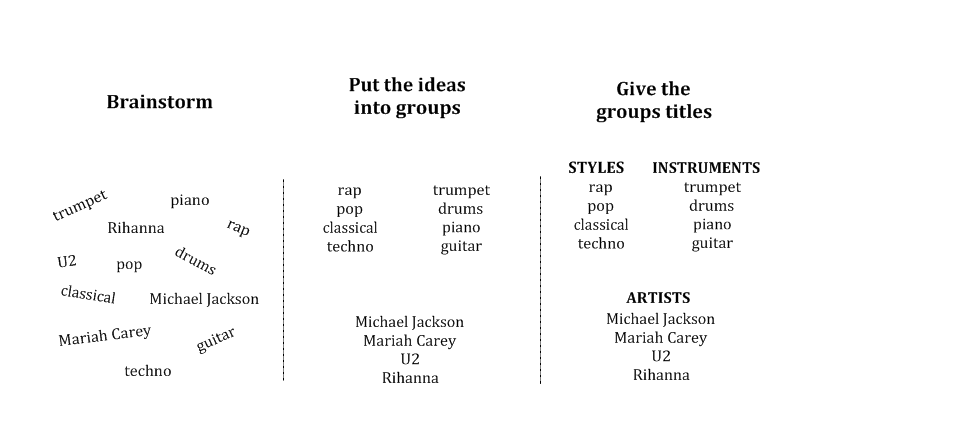 Brainstorm
trumpet
piano
Rihanna
rap
U2
pop
drums
classical
Michael Jackson
Mariah Carey
guitar
techno
Put the ideas
into groups
rap
pop
classical
techno
trumpet
drums
piano
guitar
Michael Jackson
Mariah Carey
U2
Rihanna
Give the
groups titles
STYLES
rap
pop
classical
techno
INSTRUMENTS
trumpet
drums
piano
guitar
ARTISTS
Michael Jackson
Mariah Carey
U2
Rihanna